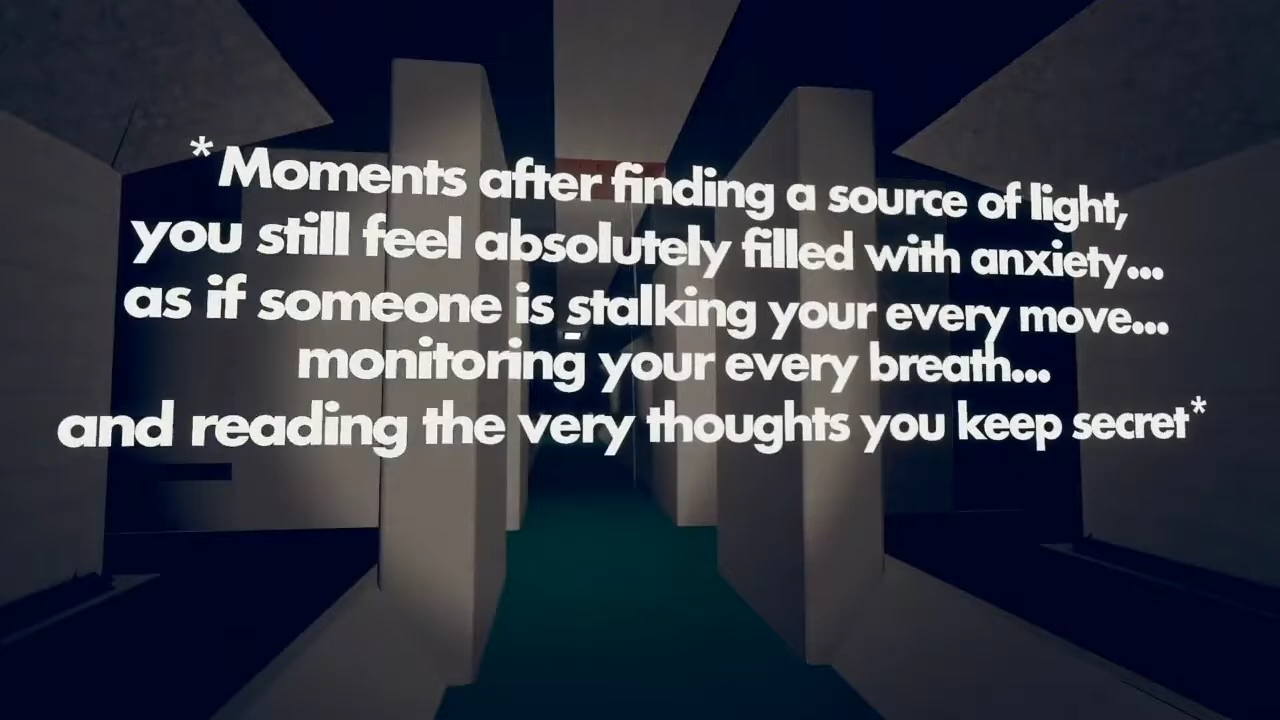 *Moments after finding a source of light,
you still feel absolutely filled with anxiety...
as if someone is stalking your every move...
monitoring your every breath...
and reading the very thoughts you keep secret*